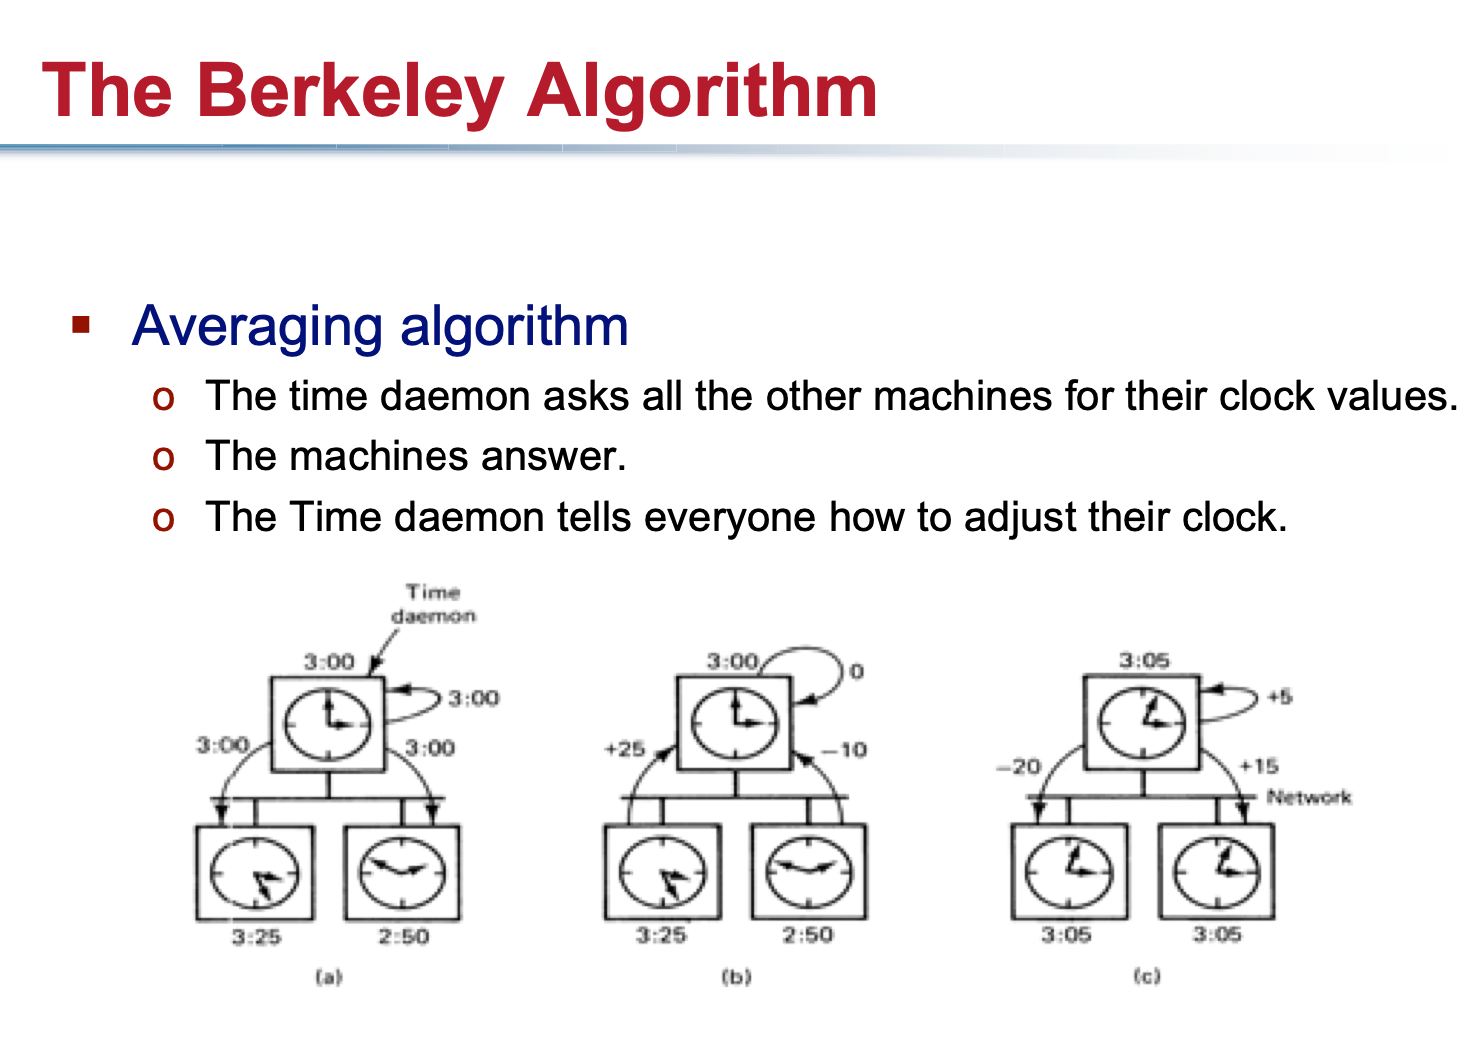 The Berkeley Algorithm
▪ Averaging algorithm
o The time daemon asks all the other machines for their clock values.
o The machines answer.
o The Time daemon tells everyone how to adjust their clock.
Time
daemon
3:00
3:00
3:00
3:00
3:25
2:50
(a)
3:00
0
+25
−10
3:25
2:50
(b)
3:05
+5
−20
+15
Network
3:05
3:05
(c)